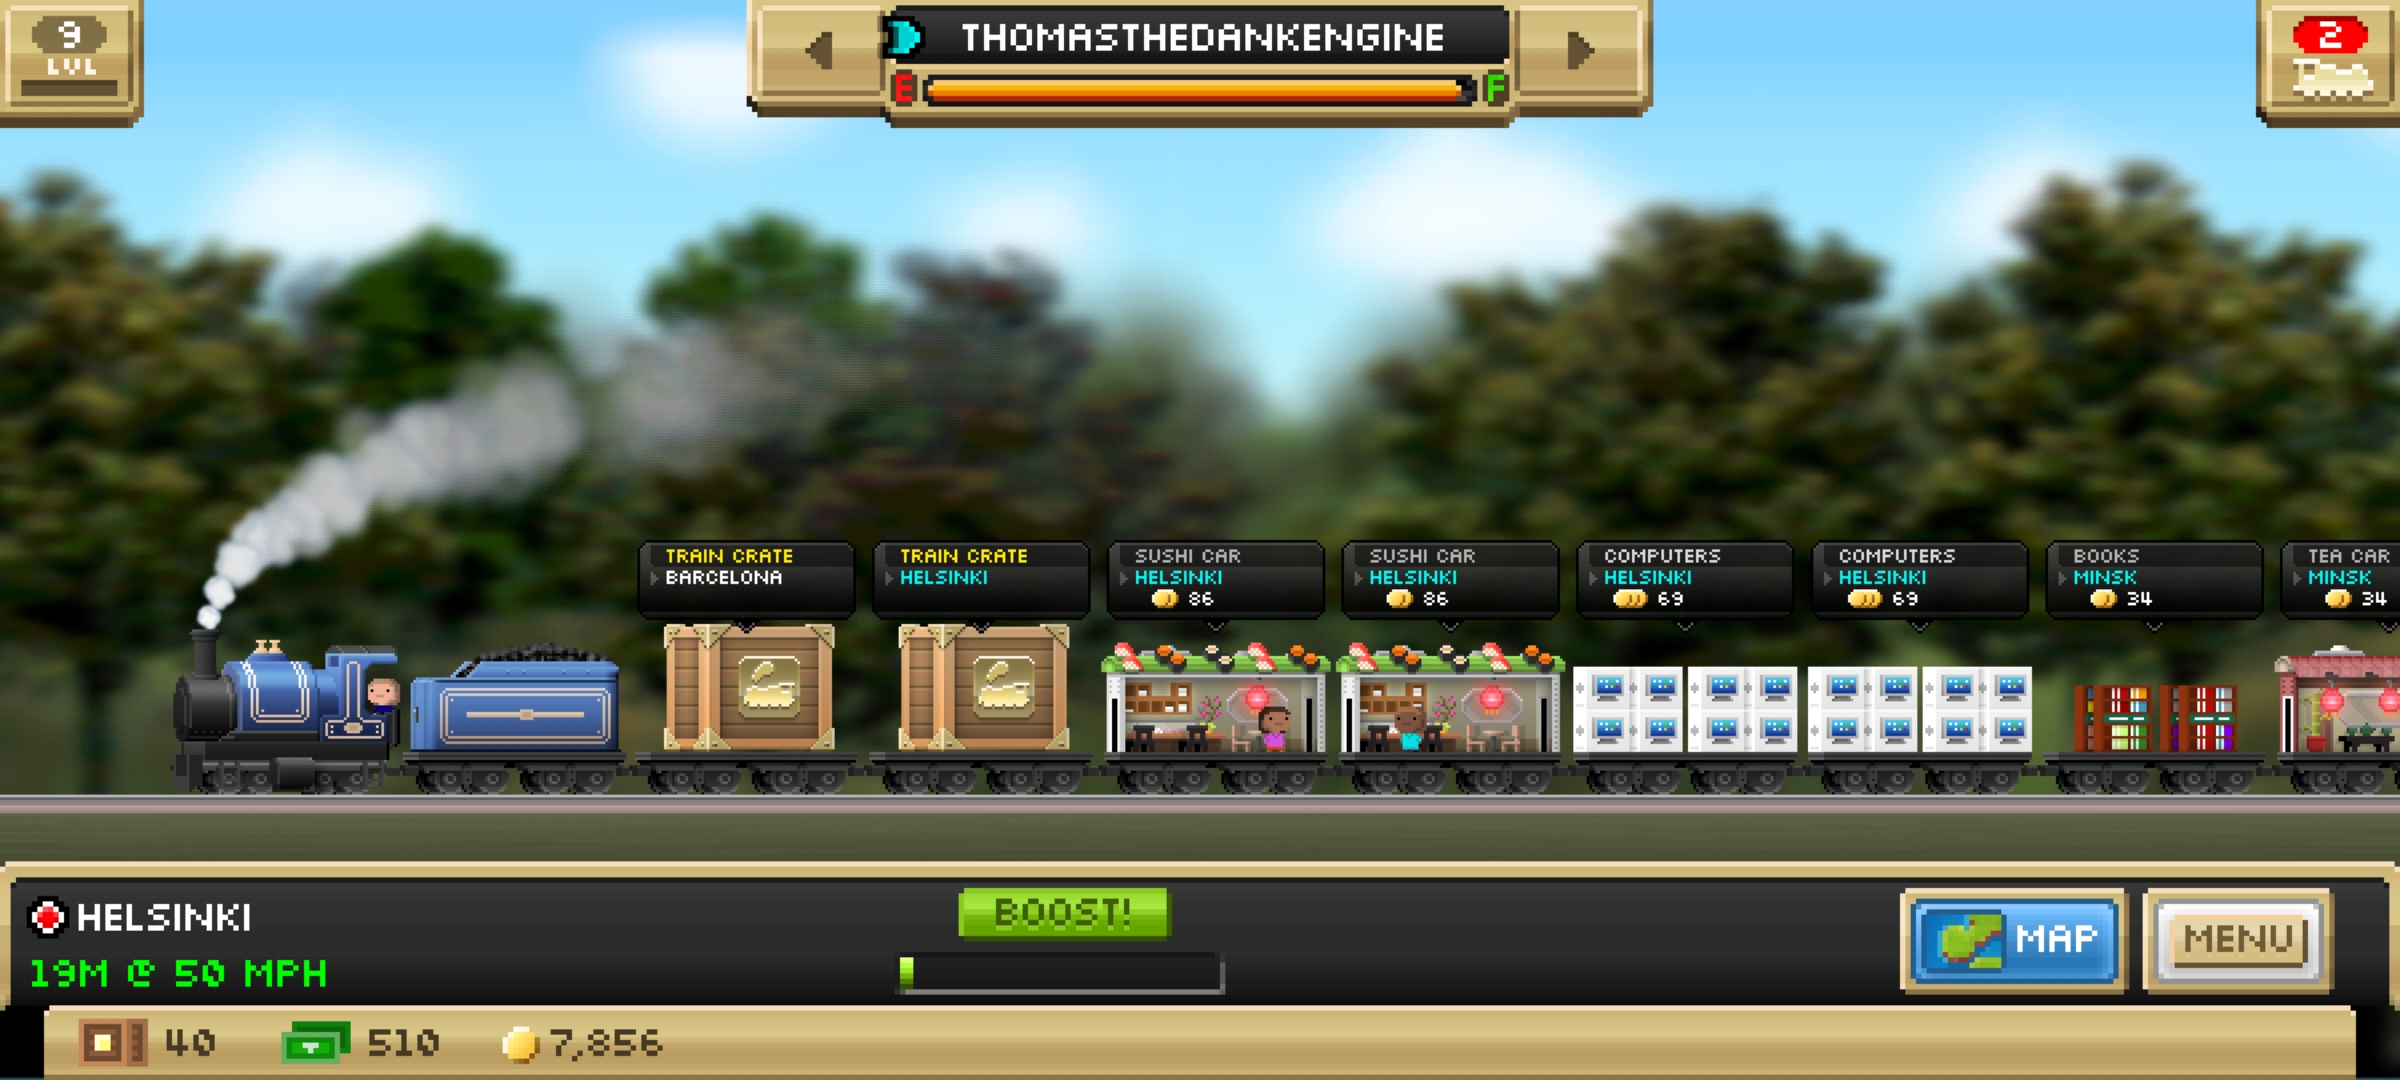 9
LVL
THOMASTHEDANKENGINE
E
F
2
TRAIN CRATE
BARCELONA
TRAIN CRATE
HELSINKI
SUSHI CAR
HELSINKI
86
SUSHI CAR
HELSINKI
86
COMPUTERS
HELSINKI
69
COMPUTERS
HELSINKI
69
BOOKS
MINSK
34
TEA CAR
MINSK
34
HELSINKI
19M @ 50 MPH
BOOST!
MAP
MENU
40
510
7,856